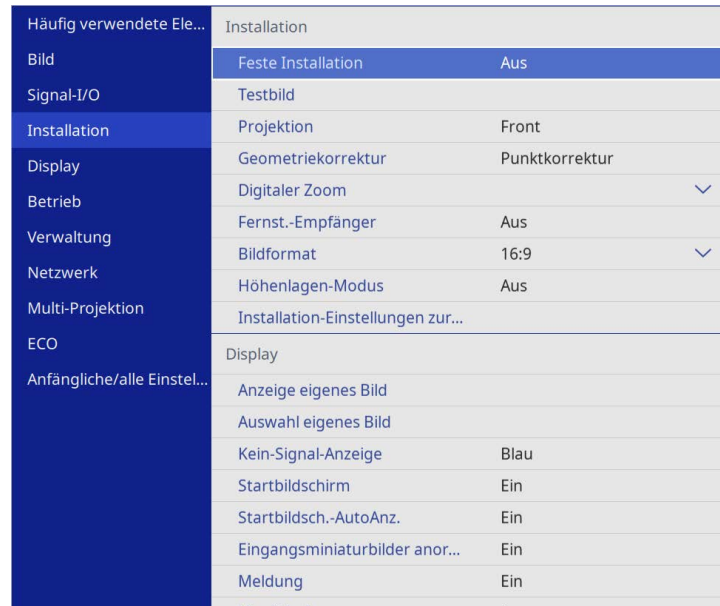 Häufig verwendete Ele...
Bild
Signal-I/O
Installation
Display
Betrieb
Verwaltung
Netzwerk
Multi-Projektion
ECO
Anfängliche/alle Einstel...
Installation
Feste Installation Aus
Testbild
Projektion Front
Geometriekorrektur Punktkorrektur
Digitaler Zoom
Fernst.-Empfänger Aus
Bildformat 16:9
Höhenlagen-Modus Aus
Installation-Einstellungen zur...
Display
Anzeige eigenes Bild
Auswahl eigenes Bild
Kein-Signal-Anzeige Blau
Startbildschirm Ein
Startbildsch.-AutoAnz. Ein
Eingangsminiaturbilder anor... Ein
Meldung Ein